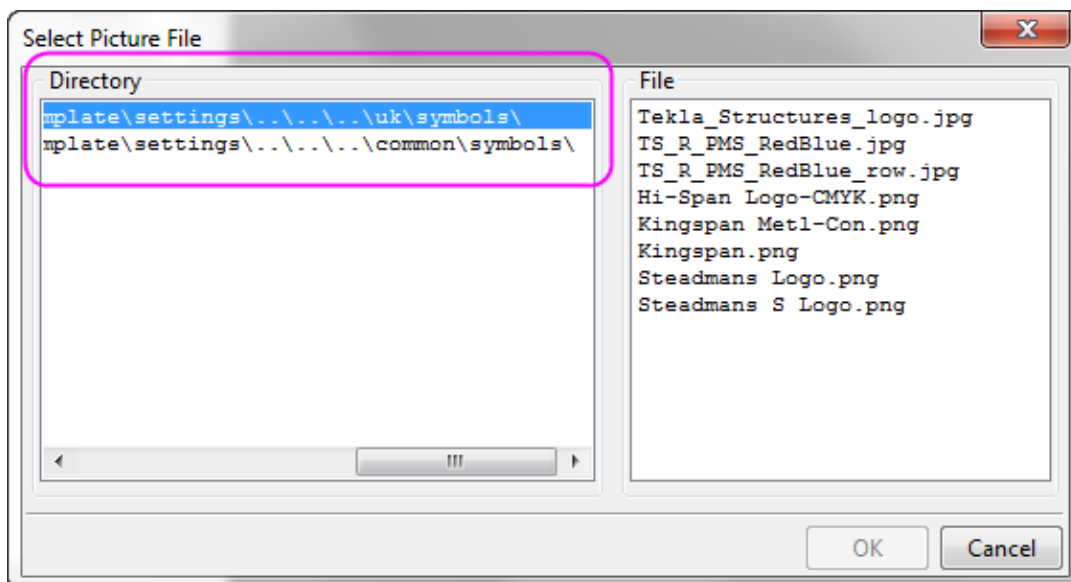 Select Picture File
Directory
mplate\settings\..\..\..\uk\symbols\
mplate\settings\..\..\..\common\symbols\
File
Tekla_Structures_logo.jpg
TS_R_PMS_RedBlue.jpg
TS_R_PMS_RedBlue_row.jpg
Hi-Span Logo-CMYK.png
Kingspan Metl-Con.png
Kingspan.png
Steadmans Logo.png
Steadmans S Logo.png
OK
Cancel